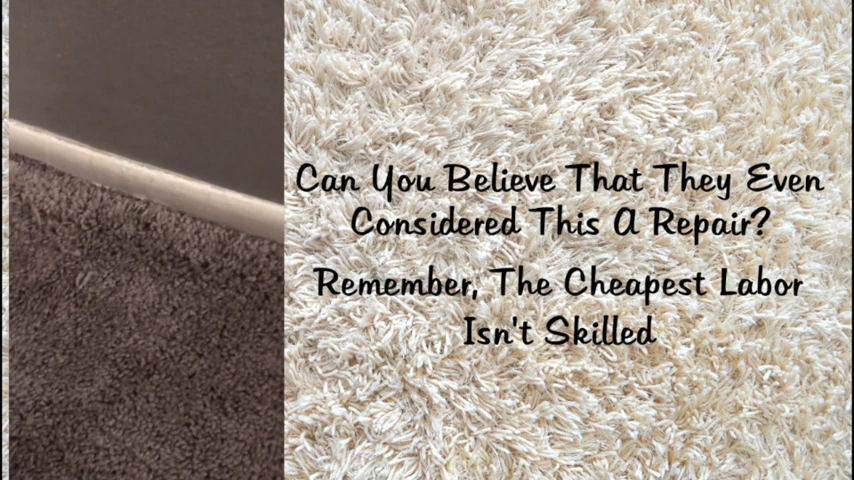 Can You Believe That They Even
Considered This A Repair?
Remember, The Cheapest Labor
Isn't Skilled